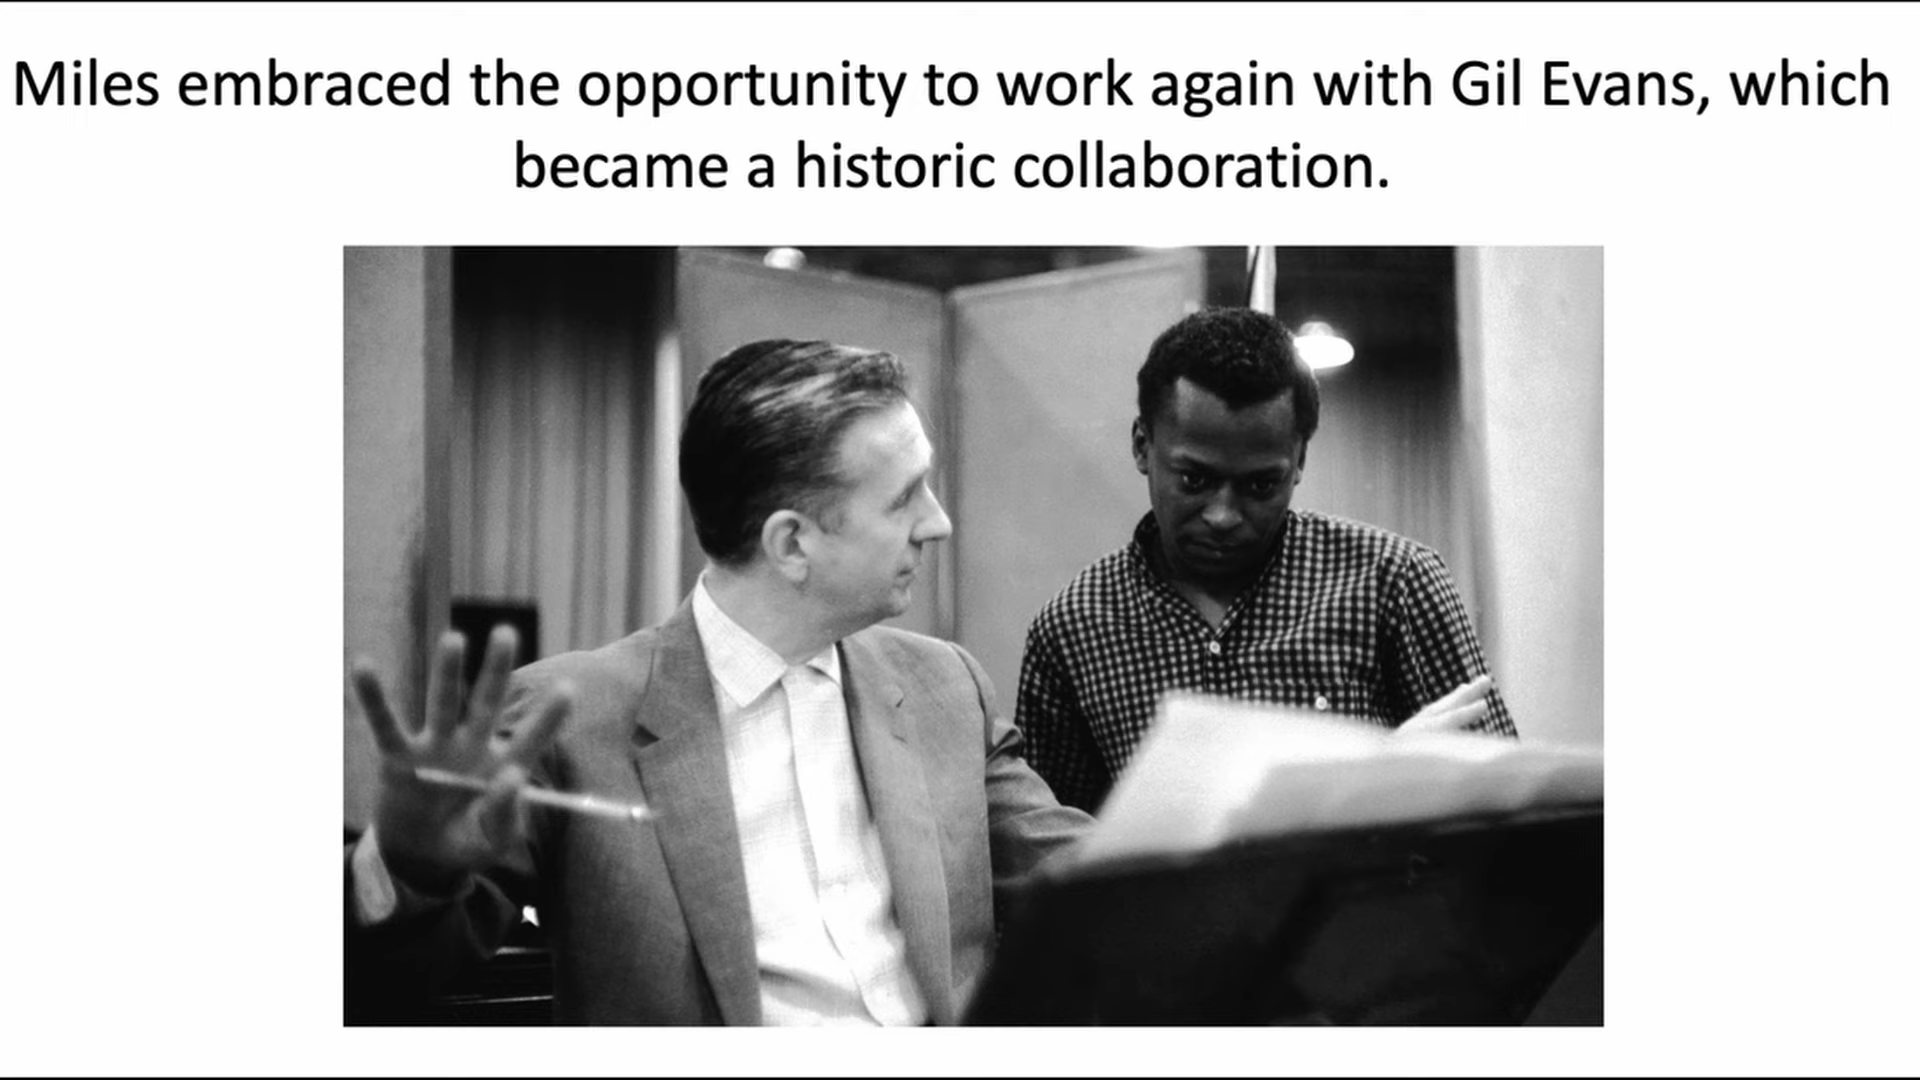 Miles embraced the opportunity to work again with Gil Evans, which
became a historic collaboration.